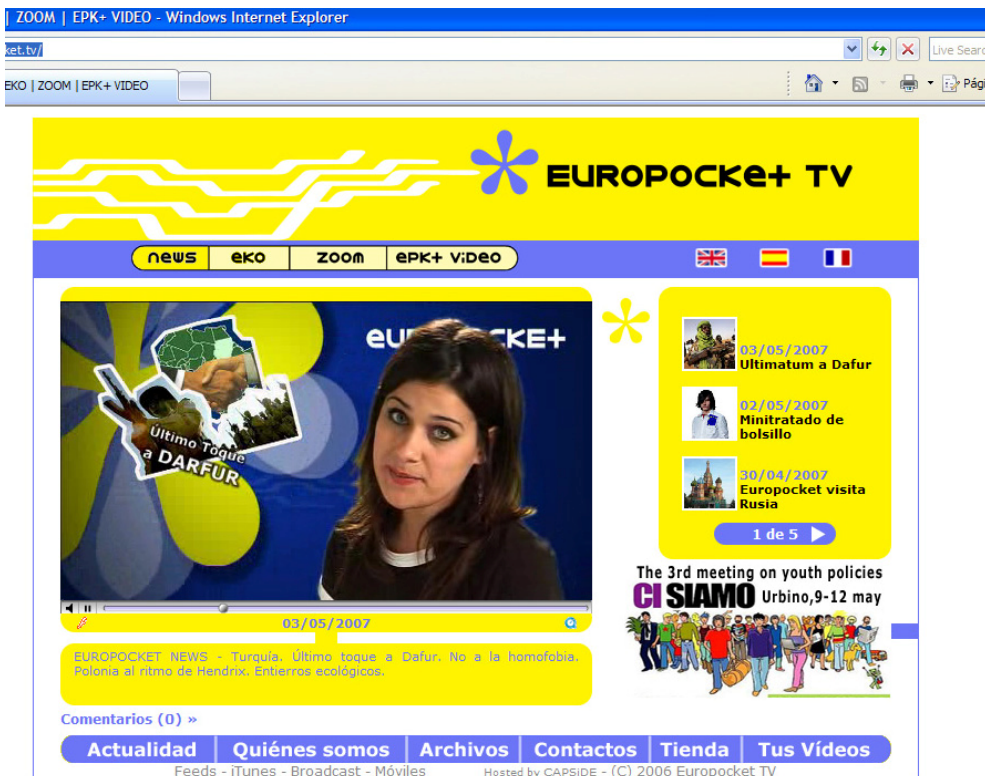 | ZOOM | EPK+ VIDEO - Windows Internet Explorer
ket.tv/
Live Searc
EKO | ZOOM | EPK+ VIDEO
Pági
EUROPOCKe+ TV
news eko zoom ePK+ ViDeo
EUROPOCKET
Último Toque
a DARFUR
03/05/2007
Ultimatum a Dafur
02/05/2007
Minitratado de
bolsillo
30/04/2007
Europocket visita
Rusia
1 de 5
03/05/2007
EUROPOCKET NEWS - Turquía. Último toque a Dafur. No a la homofobia.
Polonia al ritmo de Hendrix. Entierros ecológicos.
The 3rd meeting on youth policies
CI SIAMO Urbino,9-12 may
Comentarios (0) »
Actualidad Quiénes somos Archivos Contactos Tienda Tus Vídeos
Feeds - iTunes - Broadcast - Móviles Hosted by CAPSiDE - (C) 2006 Europocket TV